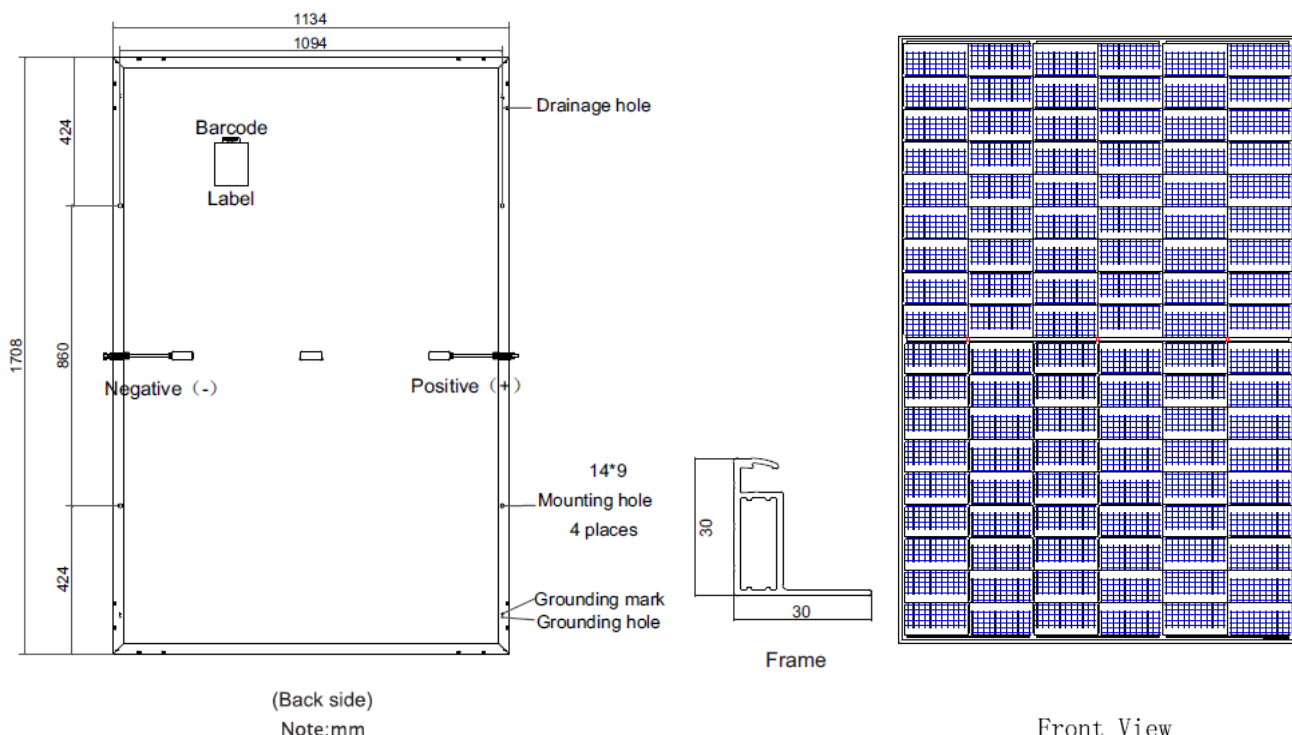 1134
1094
Drainage hole
424
Barcode
Label
1708
860
Negative（-）
Positive（+）
14*9
Mounting hole
4 places
30
424
Grounding mark
Grounding hole
30
Frame
(Back side)
Note:mm
Front View